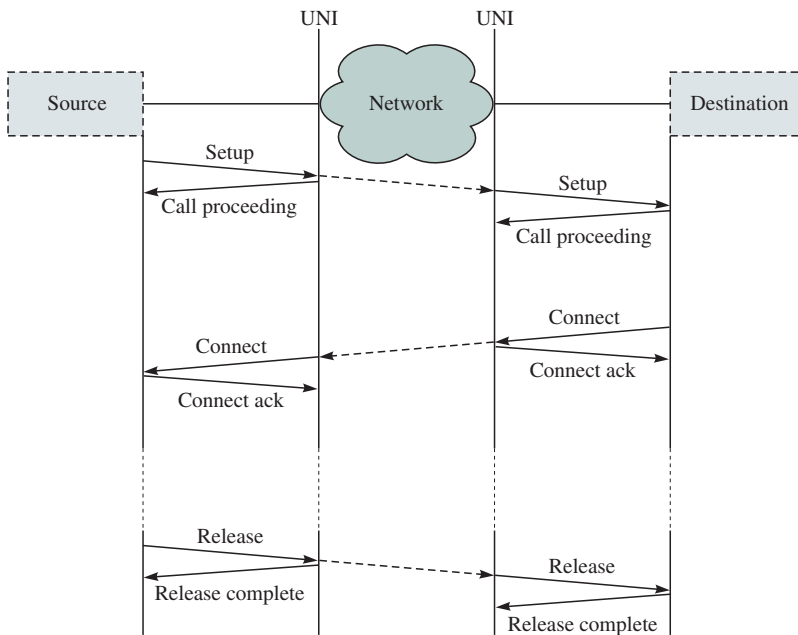 UNI
UNI
Source
Network
Destination
Setup
Setup
Call proceeding
Call proceeding
Connect
Connect
Connect ack
Connect ack
Release
Release
Release complete
Release complete